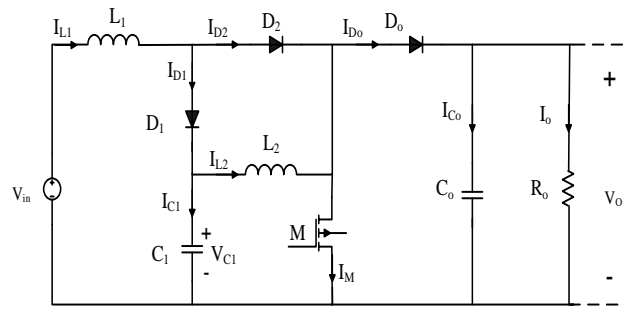 I_L1 L_1 I_D2 D_2 I_Do D_o
I_D1
D_1
L_2
I_L2
I_Co I_o
+
V_in
I_C1
C_1
+
V_C1
-
M
I_M
C_o
R_o
V_O
-